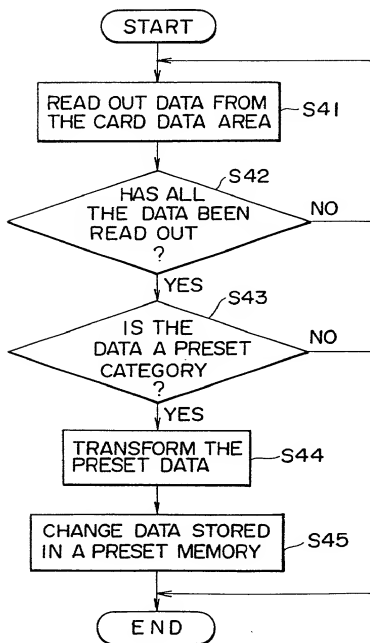 START
READ OUT DATA FROM
THE CARD DATA AREA
S41
S42
HAS ALL
THE DATA BEEN
READ OUT
?
NO
YES
S43
IS THE
DATA A PRESET
CATEGORY
?
NO
YES
TRANSFORM THE
PRESET DATA
S44
CHANGE DATA STORED
IN A PRESET MEMORY
S45
END